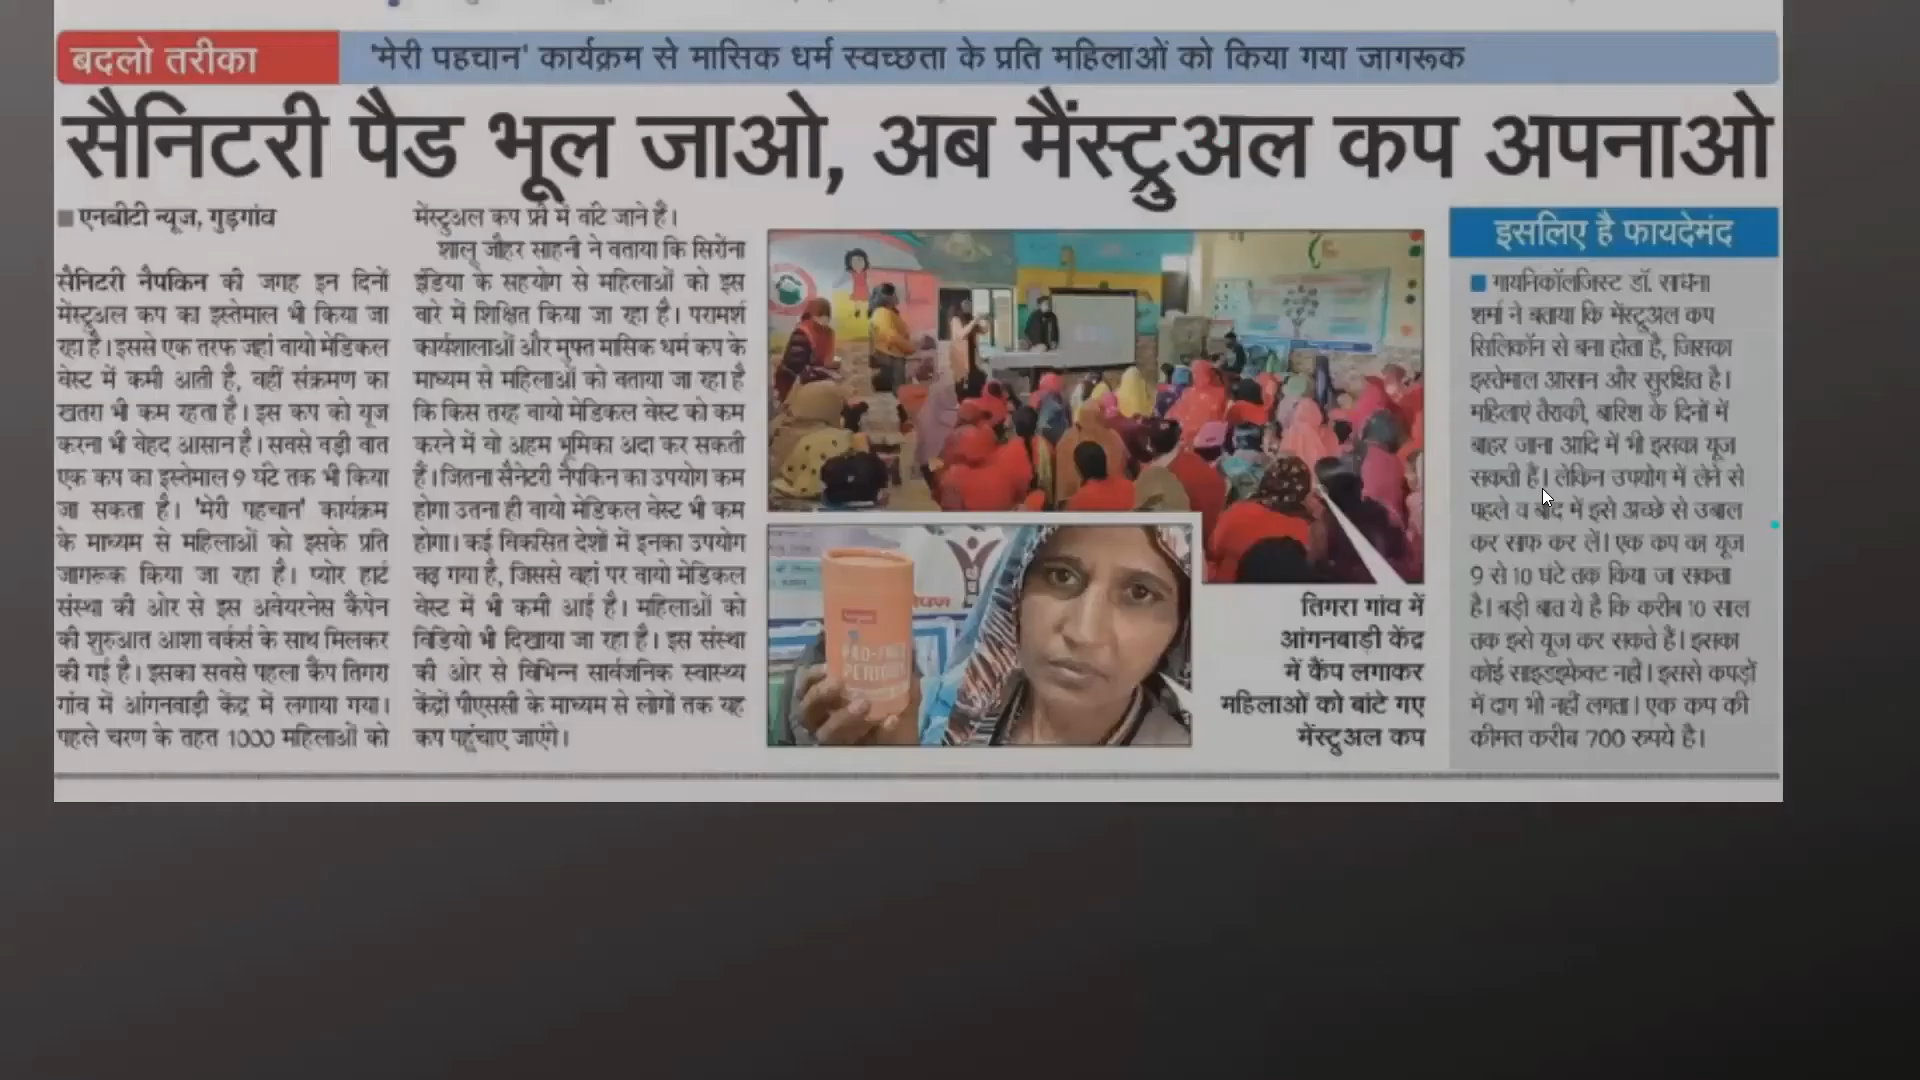 बदलो तरीका
'मेरी पहचान' कार्यक्रम से मासिक धर्म स्वच्छता के प्रति महिलाओं को किया गया जागरूक
सैनिटरी पैड भूल जाओ, अब मैंस्ट्रुअल कप अपनाओ
■ एनबीटी न्यूज, गुड़गांव
सैनिटरी नैपकिन की जगह इन दिनों
मेंस्ट्रुअल कप का इस्तेमाल भी किया जा
रहा है। इससे एक तरफ जहां बायो मेडिकल
वेस्ट में कमी आती है, वहीं संक्रमण का
खतरा भी कम रहता है। इस कप को यूज
करना भी बेहद आसान है। सबसे बड़ी बात
एक कप का इस्तेमाल 9 घंटे तक भी किया
जा सकता है। 'मेरी पहचान' कार्यक्रम
के माध्यम से महिलाओं को इसके प्रति
जागरूक किया जा रहा है। प्योर हार्ट
संस्था की ओर से इस अवेयरनेस कैंपेन
की शुरुआत आशा वर्कर्स के साथ मिलकर
की गई है। इसका सबसे पहला कैंप तिगरा
गांव में आंगनवाड़ी केंद्र में लगाया गया।
पहले चरण के तहत 1000 महिलाओं को
मेंस्ट्रुअल कप फ्री में बांटे जाने हैं।
शालू जौहर साहनी ने बताया कि सिरोंना
इंडिया के सहयोग से महिलाओं को इस
बारे में शिक्षित किया जा रहा है। परामर्श
कार्यशालाओं और मुफ्त मासिक धर्म कप के
माध्यम से महिलाओं को बताया जा रहा है
कि किस तरह बायो मेडिकल वेस्ट को कम
करने में वो अहम भूमिका अदा कर सकती
हैं। जितना सैनेटरी नैपकिन का उपयोग कम
होगा उतना ही बायो मेडिकल वेस्ट भी कम
होगा। कई विकसित देशों में इनका उपयोग
बढ़ गया है, जिससे वहां पर बायो मेडिकल
वेस्ट में भी कमी आई है। महिलाओं को
विडियो भी दिखाया जा रहा है। इस संस्था
की ओर से विभिन्न सार्वजनिक स्वास्थ्य
केंद्रों पीएससी के माध्यम से लोगों तक यह
कप पहुंचाए जाएंगे।
PAD-FREE
PERIODS
तिगरा गांव में
आंगनबाड़ी केंद्र
में कैंप लगाकर
महिलाओं को बांटे गए
मेंस्ट्रुअल कप
इसलिए है फायदेमंद
■ गायनिकॉलजिस्ट डॉ. साधना
शर्मा ने बताया कि मेंस्ट्रूअल कप
सिलिकॉन से बना होता है, जिसका
इस्तेमाल आसान और सुरक्षित है।
महिलाएं तैराकी, बारिश के दिनों में
बाहर जाना आदि में भी इसका यूज
सकती हैं। लेकिन उपयोग में लेने से
पहले व बाद में इसे अच्छे से उबाल
कर साफ कर लें। एक कप का यूज
9 से 10 घंटे तक किया जा सकता
है। बड़ी बात ये है कि करीब 10 साल
तक इसे यूज कर सकते हैं। इसका
कोई साइडइफेक्ट नहीं। इससे कपड़ों
में दाग भी नहीं लगता। एक कप की
कीमत करीब 700 रुपये है।